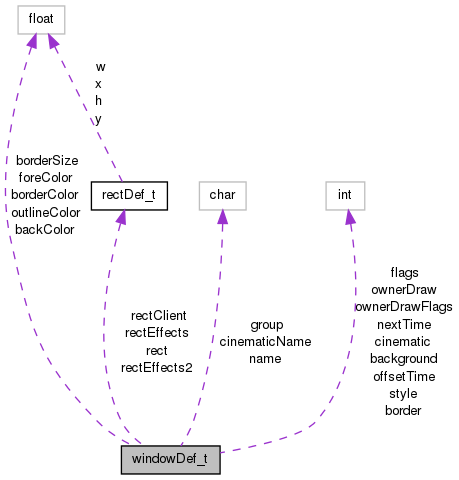 float
w
x
h
y
borderSize
foreColor
borderColor
outlineColor
backColor
rectDef_t
char
int
rectClient
rectEffects
rect
rectEffects2
group
cinematicName
name
flags
ownerDraw
ownerDrawFlags
nextTime
cinematic
background
offsetTime
style
border
windowDef_t